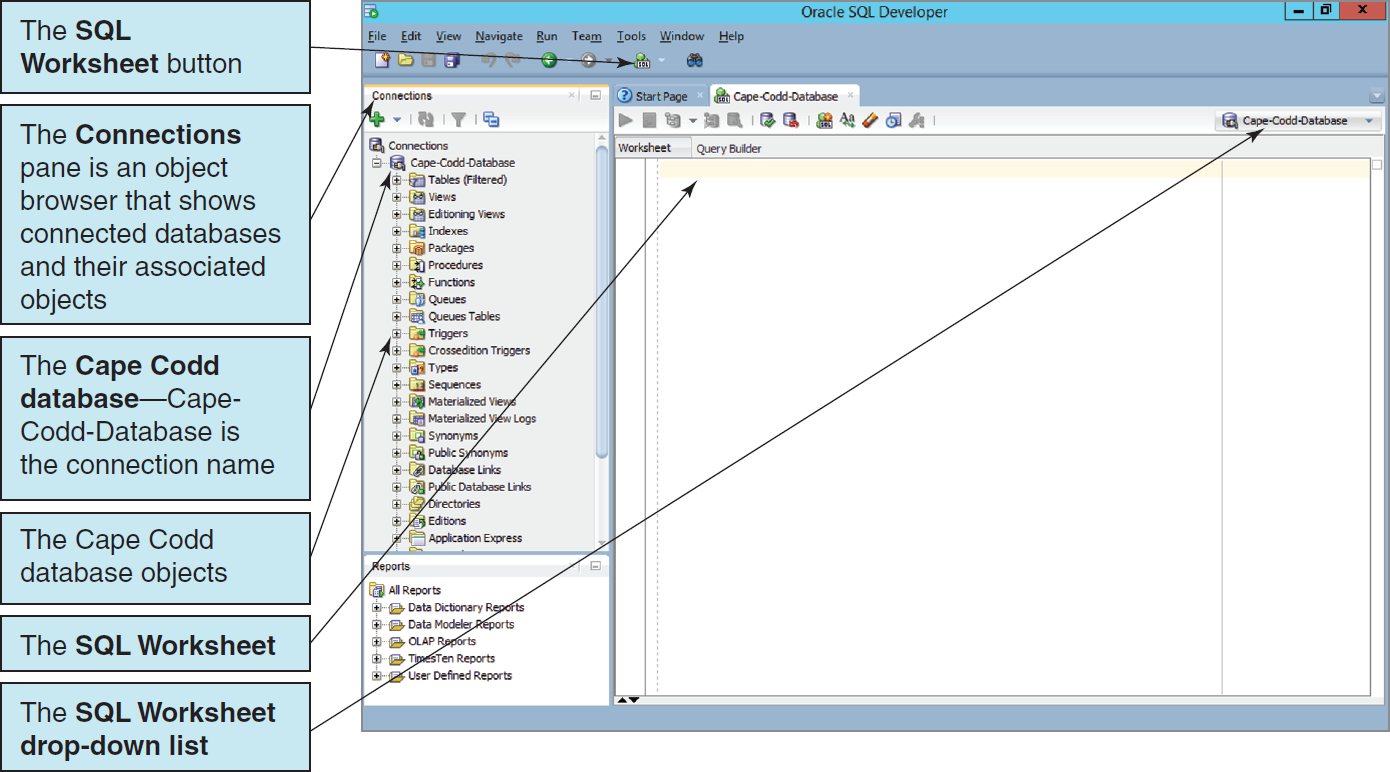 The SQL
Worksheet button
The Connections
pane is an object
browser that shows
connected databases
and their associated
objects
The Cape Codd
database—Cape-
Codd-Database is
the connection name
The Cape Codd
database objects
The SQL Worksheet
The SQL Worksheet
drop-down list
Oracle SQL Developer
File Edit View Navigate Run Team Tools Window Help
Connections
Connections
Cape-Codd-Database
Tables (Filtered)
Views
Editioning Views
Indexes
Packages
Procedures
Functions
Queues
Queues Tables
Triggers
Crossedition Triggers
Types
Sequences
Materialized Views
Materialized View Logs
Synonyms
Public Synonyms
Database Links
Public Database Links
Directories
Editions
Application Express
Reports
All Reports
Data Dictionary Reports
Data Modeler Reports
OLAP Reports
TimesTen Reports
User Defined Reports
Start Page Cape-Codd-Database
Cape-Codd-Database
Worksheet Query Builder